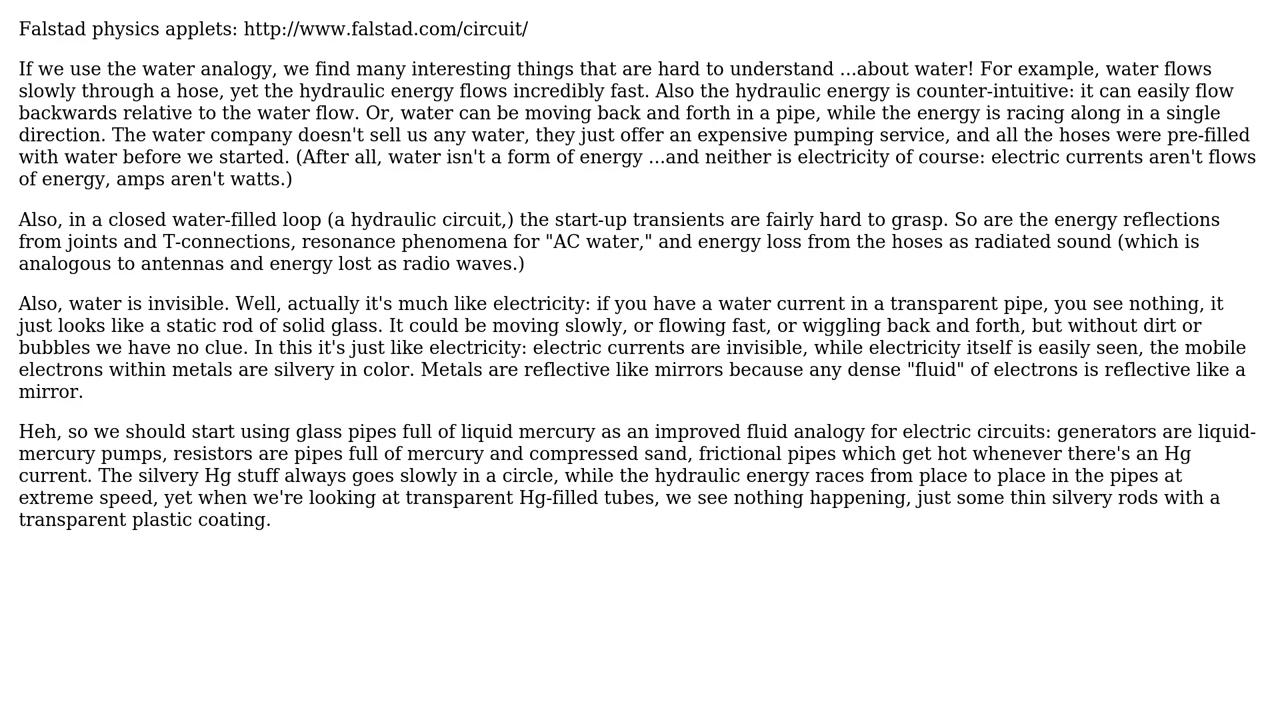 Falstad physics applets: http://www.falstad.com/circuit/
If we use the water analogy, we find many interesting things that are hard to understand ...about water! For example, water flows
slowly through a hose, yet the hydraulic energy flows incredibly fast. Also the hydraulic energy is counter-intuitive: it can easily flow
backwards relative to the water flow. Or, water can be moving back and forth in a pipe, while the energy is racing along in a single
direction. The water company doesn't sell us any water, they just offer an expensive pumping service, and all the hoses were pre-filled
with water before we started. (After all, water isn't a form of energy ...and neither is electricity of course: electric currents aren't flows
of energy, amps aren't watts.)
Also, in a closed water-filled loop (a hydraulic circuit,) the start-up transients are fairly hard to grasp. So are the energy reflections
from joints and T-connections, resonance phenomena for "AC water," and energy loss from the hoses as radiated sound (which is
analogous to antennas and energy lost as radio waves.)
Also, water is invisible. Well, actually it's much like electricity: if you have a water current in a transparent pipe, you see nothing, it
just looks like a static rod of solid glass. It could be moving slowly, or flowing fast, or wiggling back and forth, but without dirt or
bubbles we have no clue. In this it's just like electricity: electric currents are invisible, while electricity itself is easily seen, the mobile
electrons within metals are silvery in color. Metals are reflective like mirrors because any dense "fluid" of electrons is reflective like a
mirror.
Heh, so we should start using glass pipes full of liquid mercury as an improved fluid analogy for electric circuits: generators are liquid-
mercury pumps, resistors are pipes full of mercury and compressed sand, frictional pipes which get hot whenever there's an Hg
current. The silvery Hg stuff always goes slowly in a circle, while the hydraulic energy races from place to place in the pipes at
extreme speed, yet when we're looking at transparent Hg-filled tubes, we see nothing happening, just some thin silvery rods with a
transparent plastic coating.